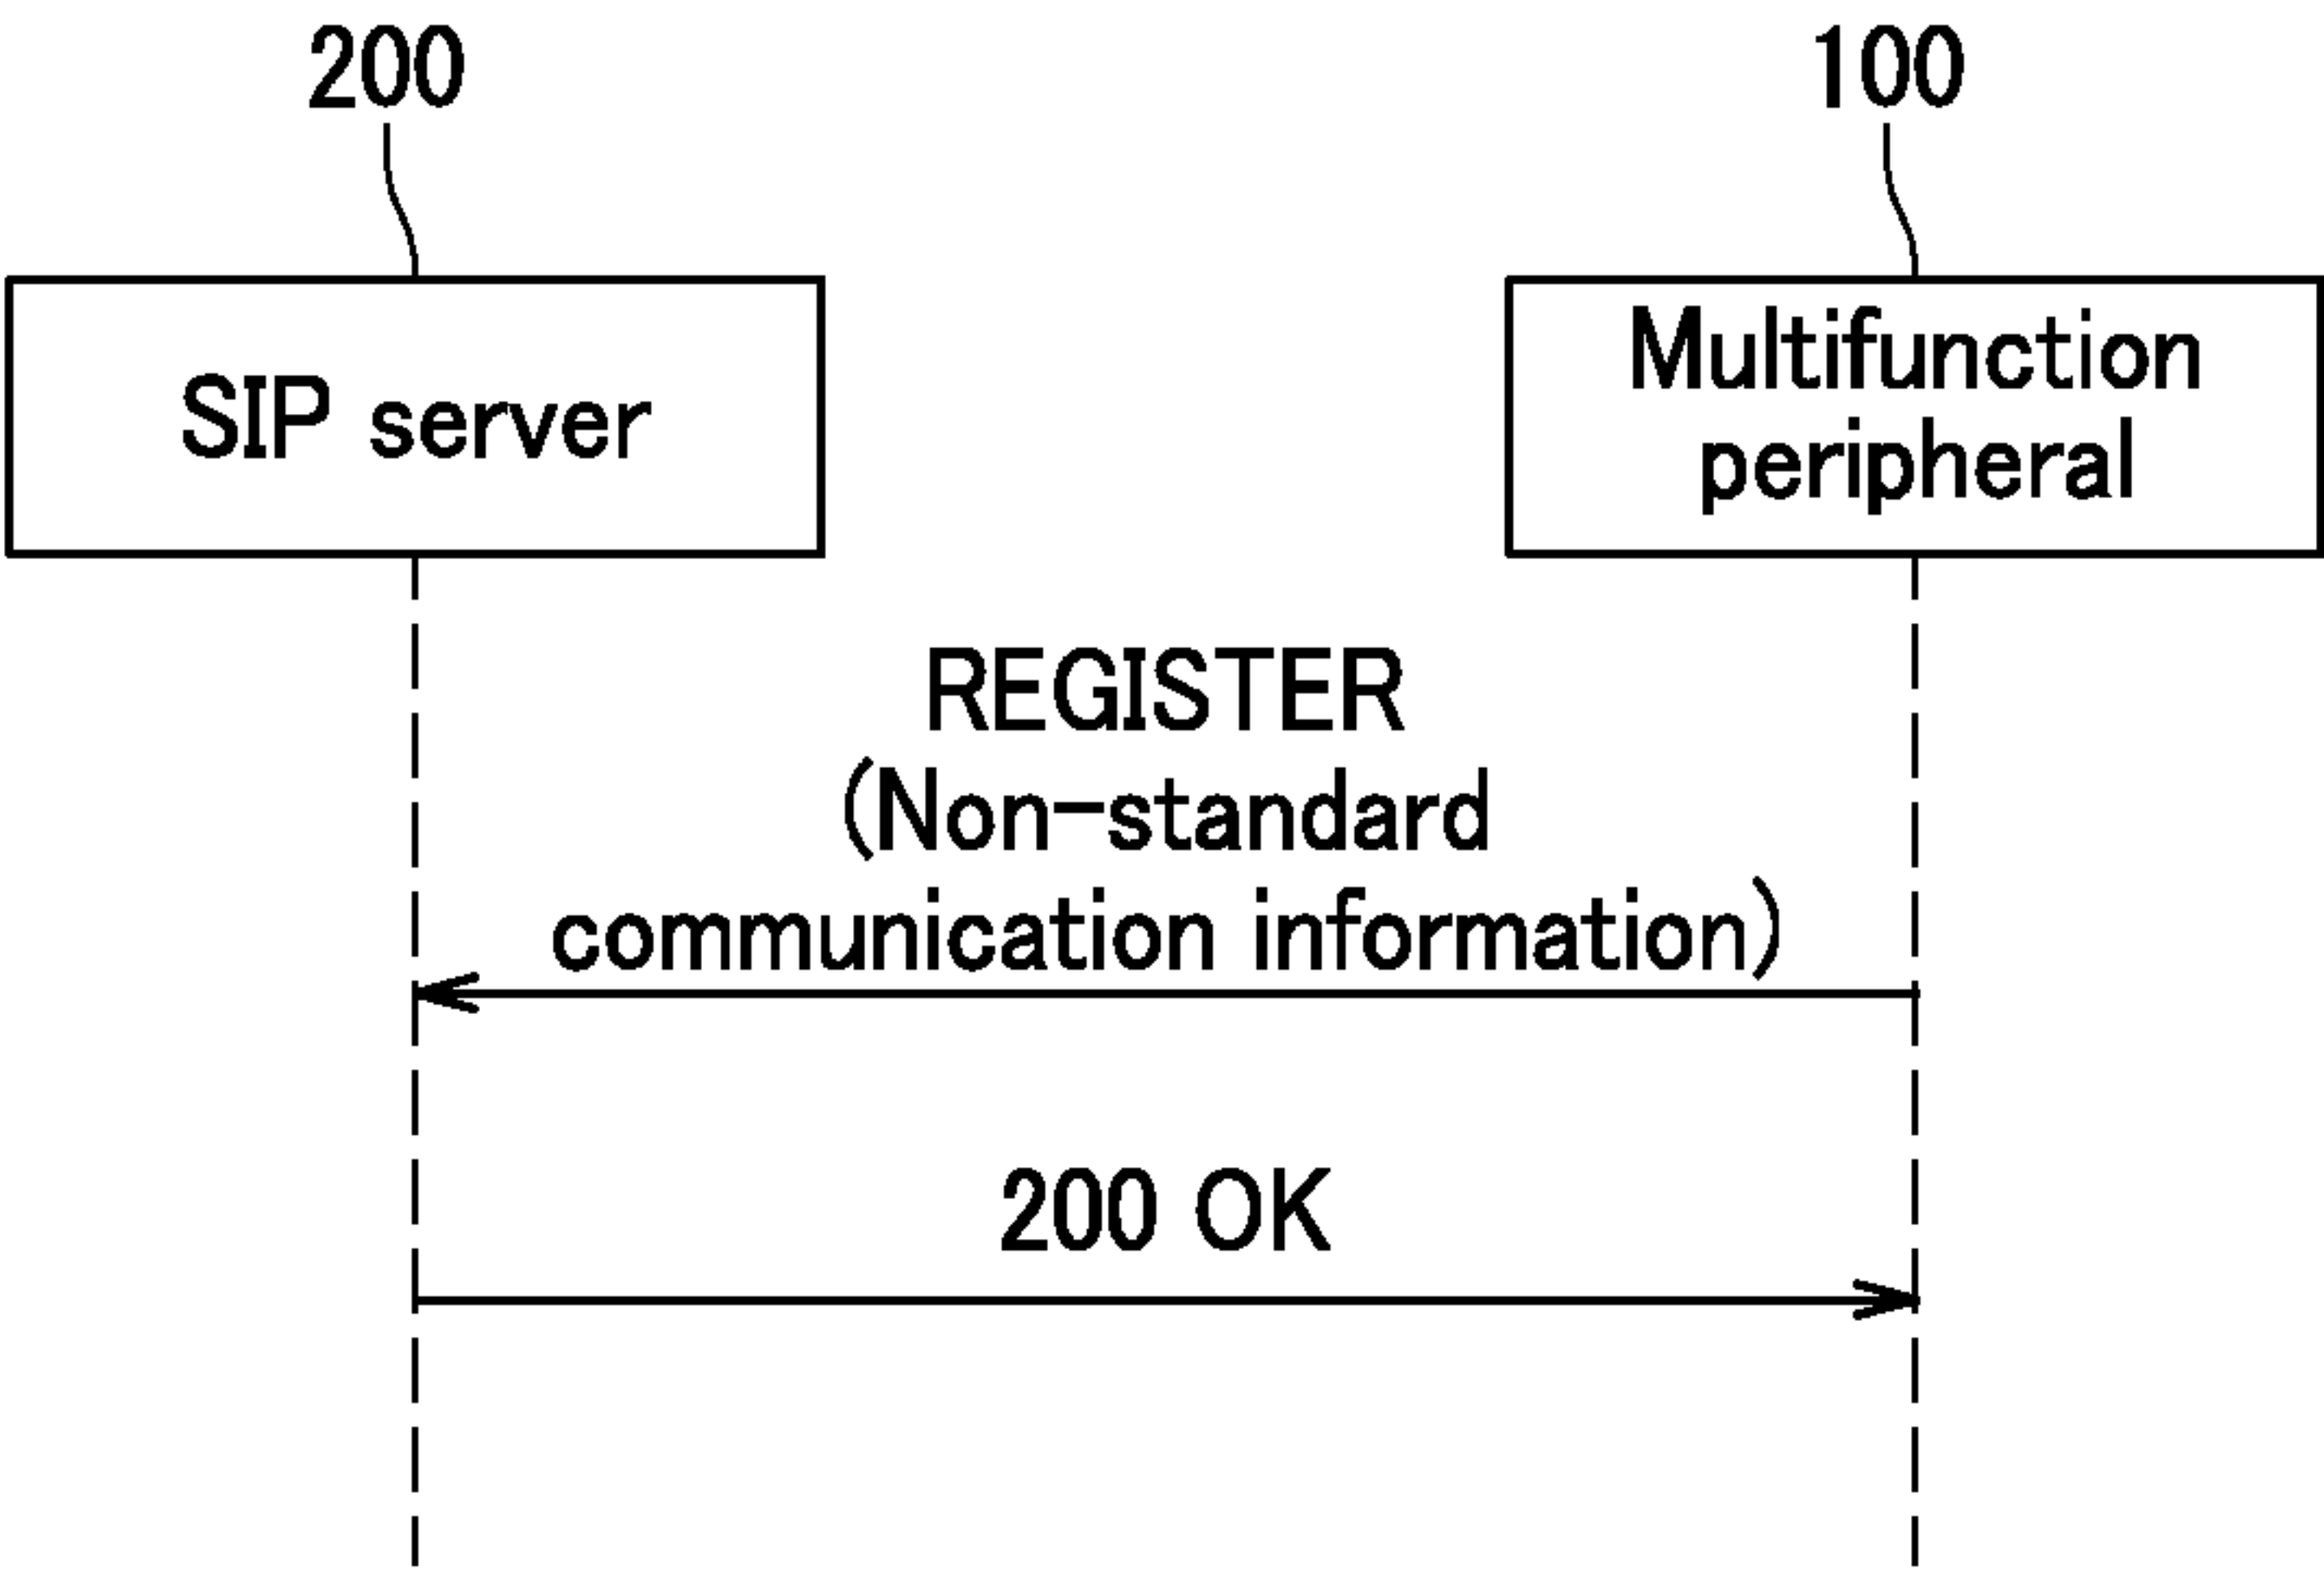 200
100
SIP server
Multifunction
peripheral
REGISTER
(Non-standard
communication information)
200 OK